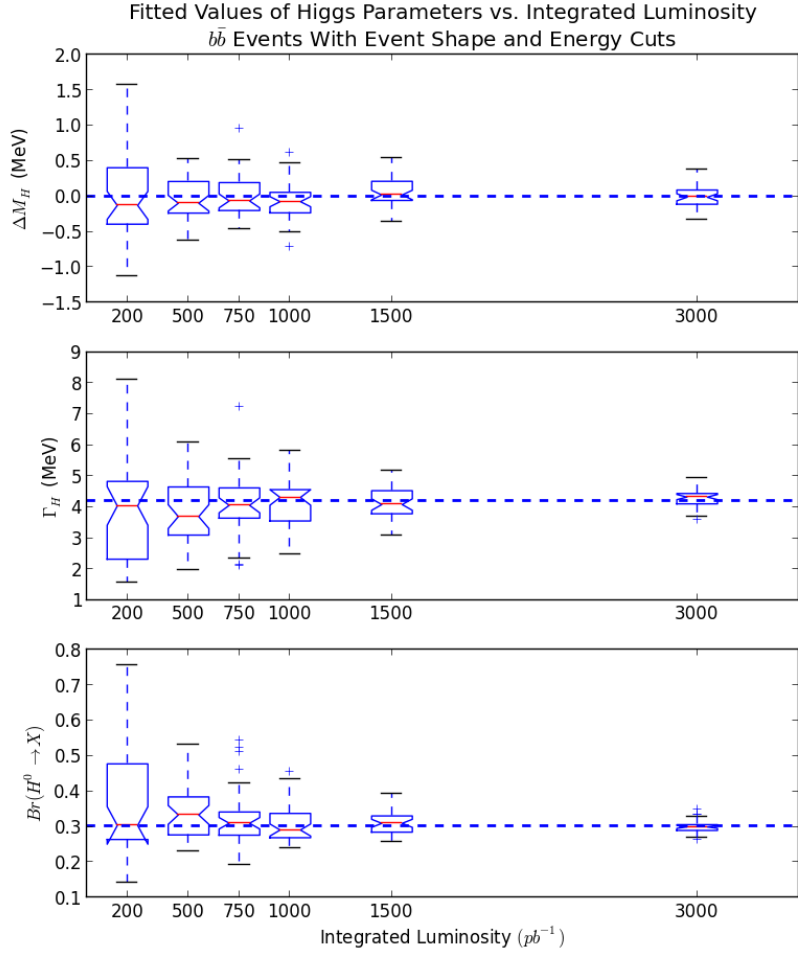 Fitted Values of Higgs Parameters vs. Integrated Luminosity
bb̄ Events With Event Shape and Energy Cuts
2.0
1.5
1.0
0.5
0.0
−0.5
−1.0
−1.5
ΔM_H (MeV)
200 500 750 1000 1500 3000
9
8
7
6
5
4
3
2
1
Γ_H (MeV)
200 500 750 1000 1500 3000
0.8
0.7
0.6
0.5
0.4
0.3
0.2
0.1
Br(H⁰ → X)
200 500 750 1000 1500 3000
Integrated Luminosity (pb⁻¹)